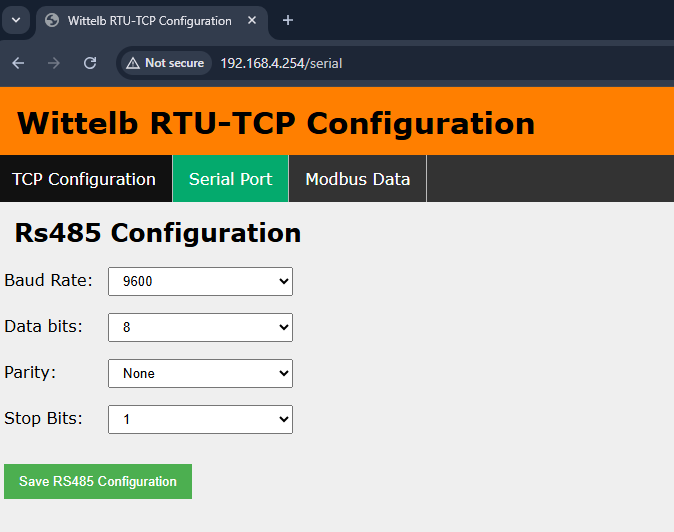 Wittelb RTU-TCP Configuration
Not secure 192.168.4.254/serial
Wittelb RTU-TCP Configuration
TCP Configuration Serial Port Modbus Data
Rs485 Configuration
Baud Rate: 9600
Data bits: 8
Parity: None
Stop Bits: 1
Save RS485 Configuration